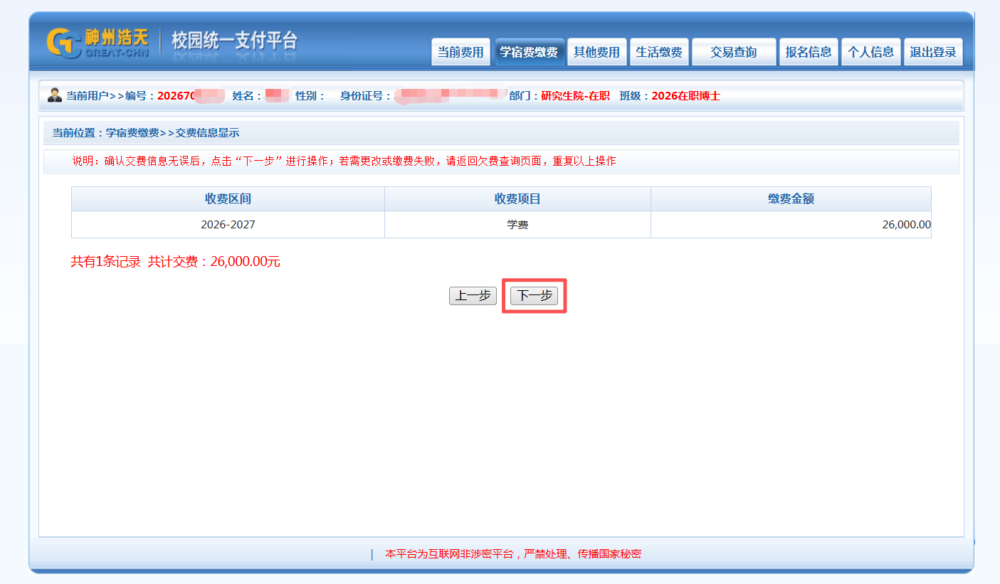 神州浩天 校园统一支付平台
GREAT-CHN
当前费用 学宿费缴费 其他费用 生活缴费 交易查询 报名信息 个人信息 退出登录
当前用户>>编号：202670 姓名： 性别： 身份证号： 部门：研究生院-在职 班级：2026在职博士
当前位置：学宿费缴费>>交费信息显示
说明：确认交费信息无误后，点击“下一步”进行操作；若需更改或缴费失败，请返回欠费查询页面，重复以上操作
收费区间 收费项目 缴费金额
2026-2027 学费 26,000.00
共有1条记录 共计交费：26,000.00元
上一步 下一步
| 本平台为互联网非涉密平台，严禁处理、传播国家秘密